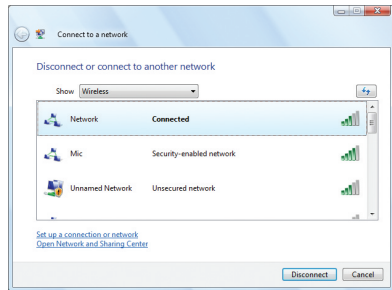 Connect to a network
Disconnect or connect to another network
Show Wireless
Network Connected
Mic Security-enabled network
Unnamed Network Unsecured network
Set up a connection or network
Open Network and Sharing Center
Disconnect Cancel